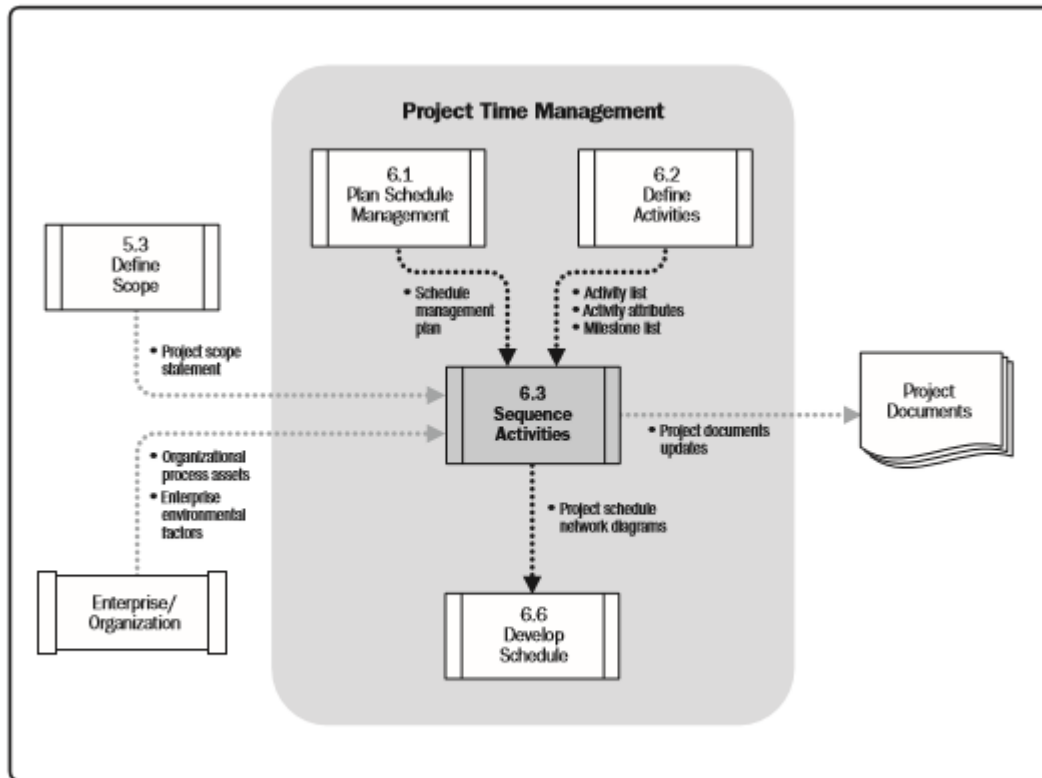 Project Time Management
6.1
Plan Schedule
Management
6.2
Define
Activities
5.3
Define
Scope
• Schedule
management
plan
• Activity list
• Activity attributes
• Milestone list
• Project scope
statement
6.3
Sequence
Activities
Project
Documents
• Project documents
updates
• Organizational
process assets
• Enterprise
environmental
factors
• Project schedule
network diagrams
Enterprise/
Organization
6.6
Develop
Schedule